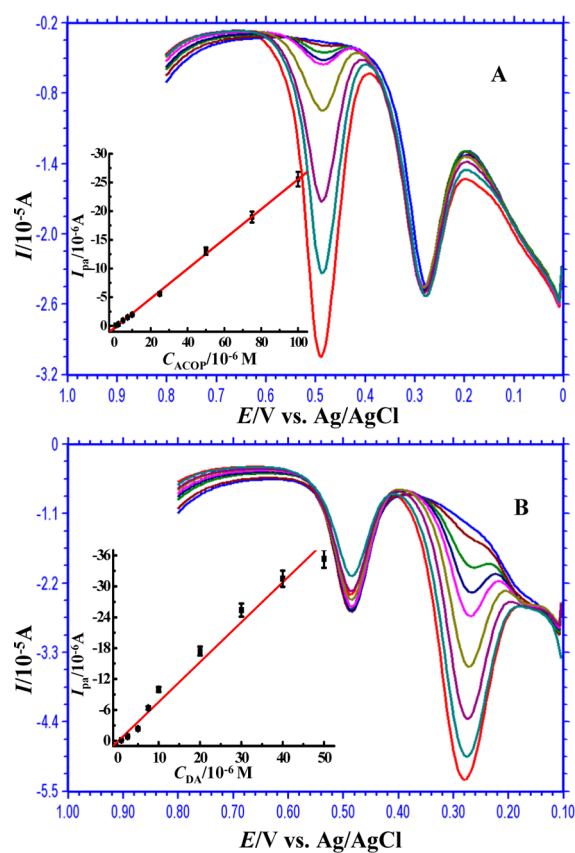 A
-0.2
-0.8
-1.4
-2.0
-2.6
-3.2
I/10⁻⁵A
1.0 0.9 0.8 0.7 0.6 0.5 0.4 0.3 0.2 0.1 0
E/V vs. Ag/AgCl
-30
-25
-20
-15
-10
-5
0
Ipa/10⁻⁶A
0 20 40 60 80 100
CACOP/10⁻⁶ M
B
0
-1.1
-2.2
-3.3
-4.4
-5.5
I/10⁻⁵A
1.00 0.90 0.80 0.70 0.60 0.50 0.40 0.30 0.20 0.10
E/V vs. Ag/AgCl
-36
-30
-24
-18
-12
-6
0
Ipa/10⁻⁶A
0 10 20 30 40 50
CDA/10⁻⁶ M